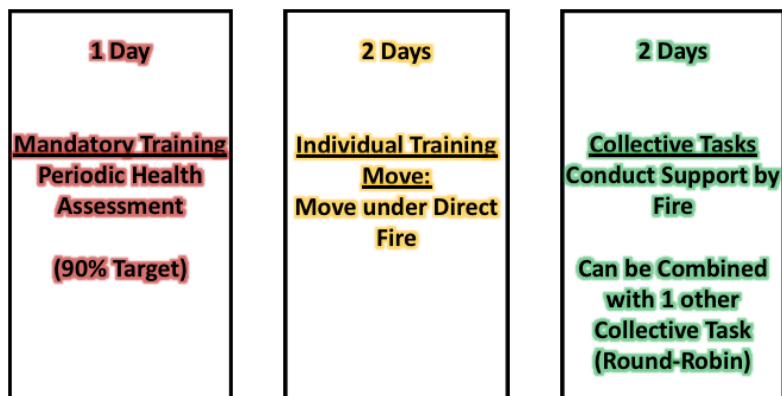 1 Day
Mandatory Training
Periodic Health
Assessment
(90% Target)
2 Days
Individual Training
Move:
Move under Direct
Fire
2 Days
Collective Tasks
Conduct Support by
Fire
Can be Combined
with 1 other
Collective Task
(Round-Robin)